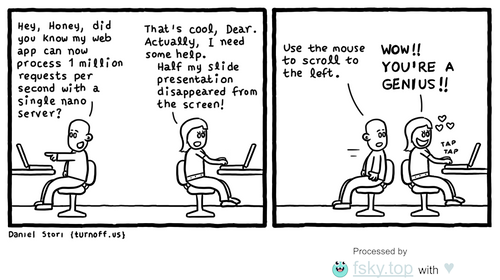 Hey, Honey, did
you know my web
app can now
process 1 million
requests per
second with a
single nano
server?
That's cool, Dear.
Actually, I need
some help.
Half my slide
presentation
disappeared from
the screen!
Use the mouse
to scroll to
the left.
WOW!!
YOU'RE A
GENIUS!!
TAP
TAP
Daniel Stori {turnoff.us}
Processed by
fsky.top with